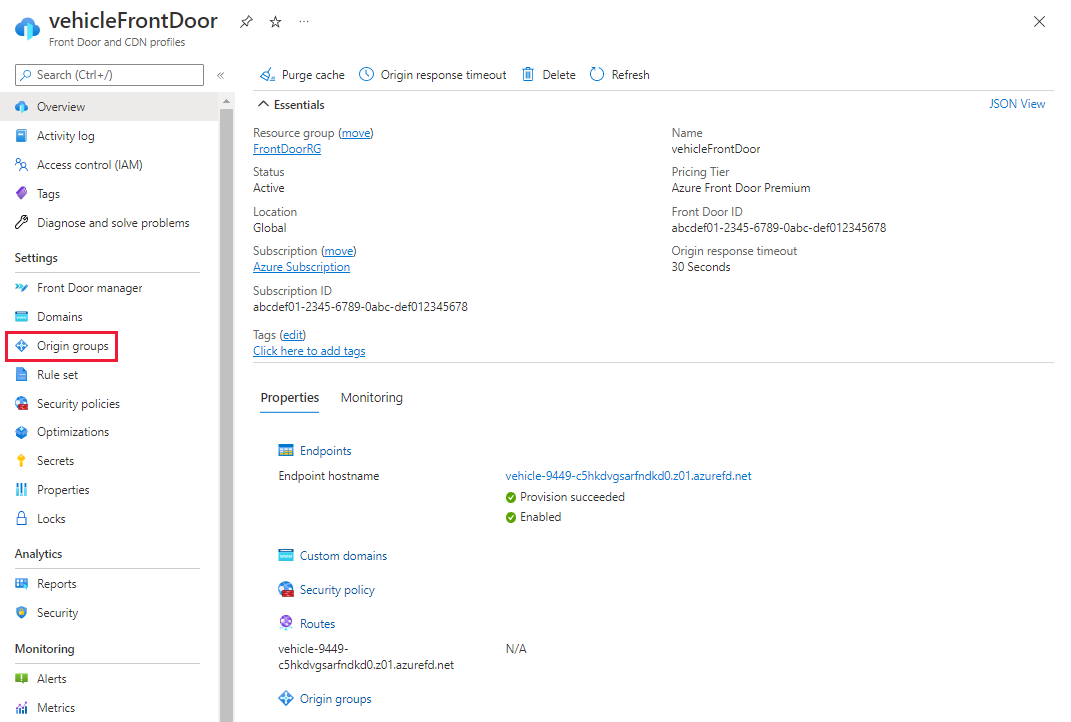 vehicleFrontDoor
Front Door and CDN profiles
Search (Ctrl+/)
Overview
Activity log
Access control (IAM)
Tags
Diagnose and solve problems
Settings
Front Door manager
Domains
Origin groups
Rule set
Security policies
Optimizations
Secrets
Properties
Locks
Analytics
Reports
Security
Monitoring
Alerts
Metrics
Purge cache
Origin response timeout
Delete
Refresh
Essentials
JSON View
Resource group (move)
FrontDoorRG
Status
Active
Location
Global
Subscription (move)
Azure Subscription
Subscription ID
abcdef01-2345-6789-0abc-def012345678
Tags (edit)
Click here to add tags
Name
vehicleFrontDoor
Pricing Tier
Azure Front Door Premium
Front Door ID
abcdef01-2345-6789-0abc-def012345678
Origin response timeout
30 Seconds
Properties
Monitoring
Endpoints
Endpoint hostname
vehicle-9449-c5hkdvgsarfndkd0.z01.azurefd.net
Provision succeeded
Enabled
Custom domains
Security policy
Routes
vehicle-9449-
c5hkdvgsarfndkd0.z01.azurefd.net
N/A
Origin groups